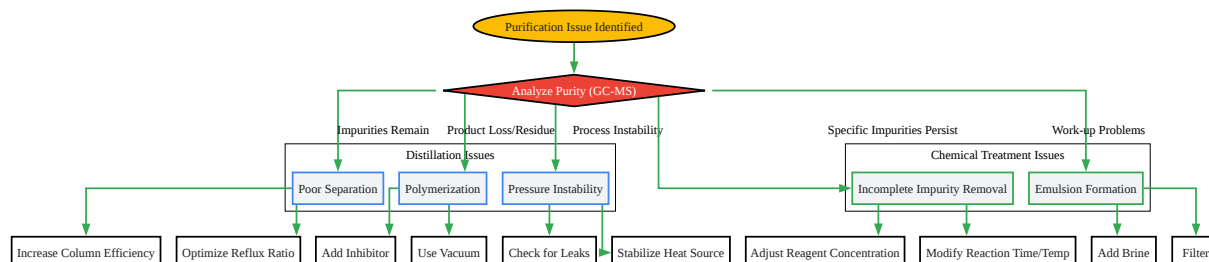 Purification Issue Identified
Analyze Purity (GC-MS)
Impurities Remain
Product Loss/Residue
Process Instability
Specific Impurities Persist
Work-up Problems
Distillation Issues
Chemical Treatment Issues
Poor Separation
Polymerization
Pressure Instability
Incomplete Impurity Removal
Emulsion Formation
Increase Column Efficiency
Optimize Reflux Ratio
Add Inhibitor
Use Vacuum
Check for Leaks
Stabilize Heat Source
Adjust Reagent Concentration
Modify Reaction Time/Temp
Add Brine
Filter